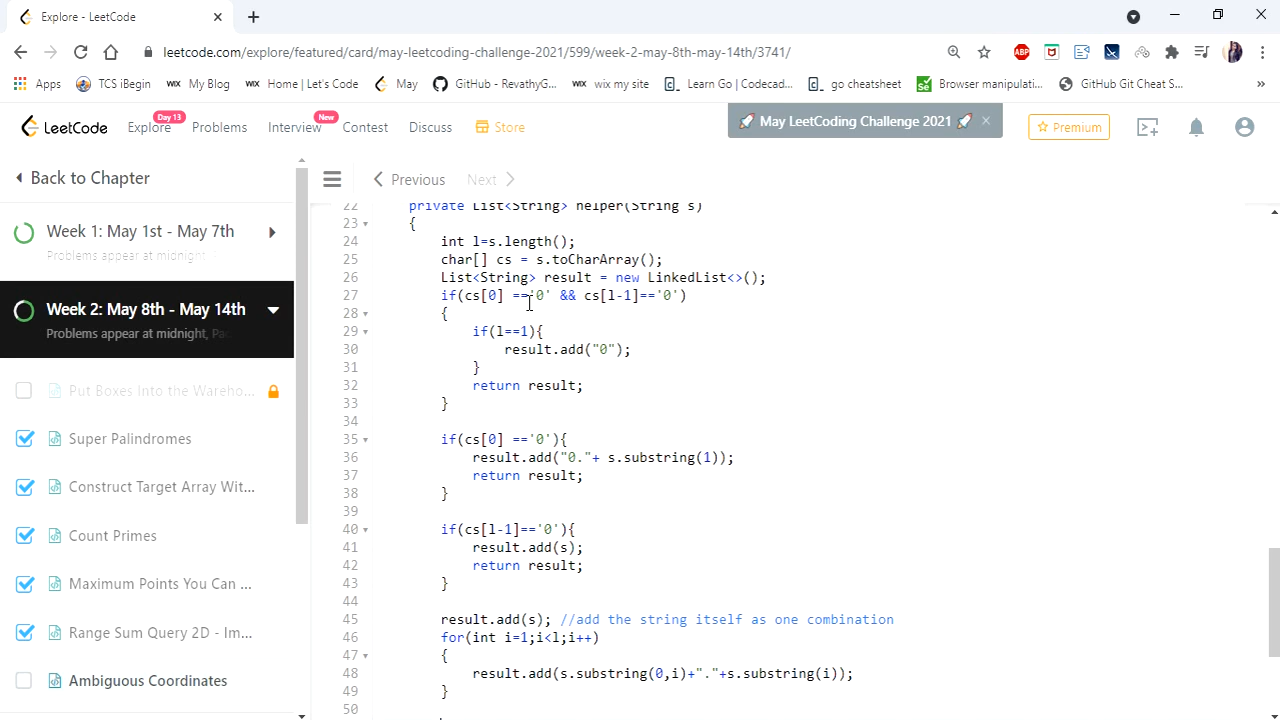 Explore - LeetCode
leetcode.com/explore/featured/card/may-leetcoding-challenge-2021/599/week-2-may-8th-may-14th/3741/
ABP
Apps TCS iBegin WIX My Blog WIX Home | Let's Code May GitHub - RevathyG... WIX wix my site Learn Go | Codecad... go cheatsheet Se Browser manipulati... GitHub Git Cheat S... »
Day 13 New
LeetCode Explore Problems Interview Contest Discuss Store May LeetCoding Challenge 2021 Premium
Back to Chapter
Previous Next
Week 1: May 1st - May 7th
Problems appear at midnight
Week 2: May 8th - May 14th
Problems appear at midnight, Pac
Put Boxes Into the Wareho...
Super Palindromes
Construct Target Array Wit...
Count Primes
Maximum Points You Can ...
Range Sum Query 2D - Im...
Ambiguous Coordinates
22 private List<String> helper(String s)
23 {
24 int l=s.length();
25 char[] cs = s.toCharArray();
26 List<String> result = new LinkedList<>();
27 if(cs[0] =='0' && cs[l-1]=='0')
28 {
29 if(l==1){
30 result.add("0");
31 }
32 return result;
33 }
34
35 if(cs[0] =='0'){
36 result.add("0."+ s.substring(1));
37 return result;
38 }
39
40 if(cs[l-1]=='0'){
41 result.add(s);
42 return result;
43 }
44
45 result.add(s); //add the string itself as one combination
46 for(int i=1;i<l;i++)
47 {
48 result.add(s.substring(0,i)+"."+s.substring(i));
49 }
50